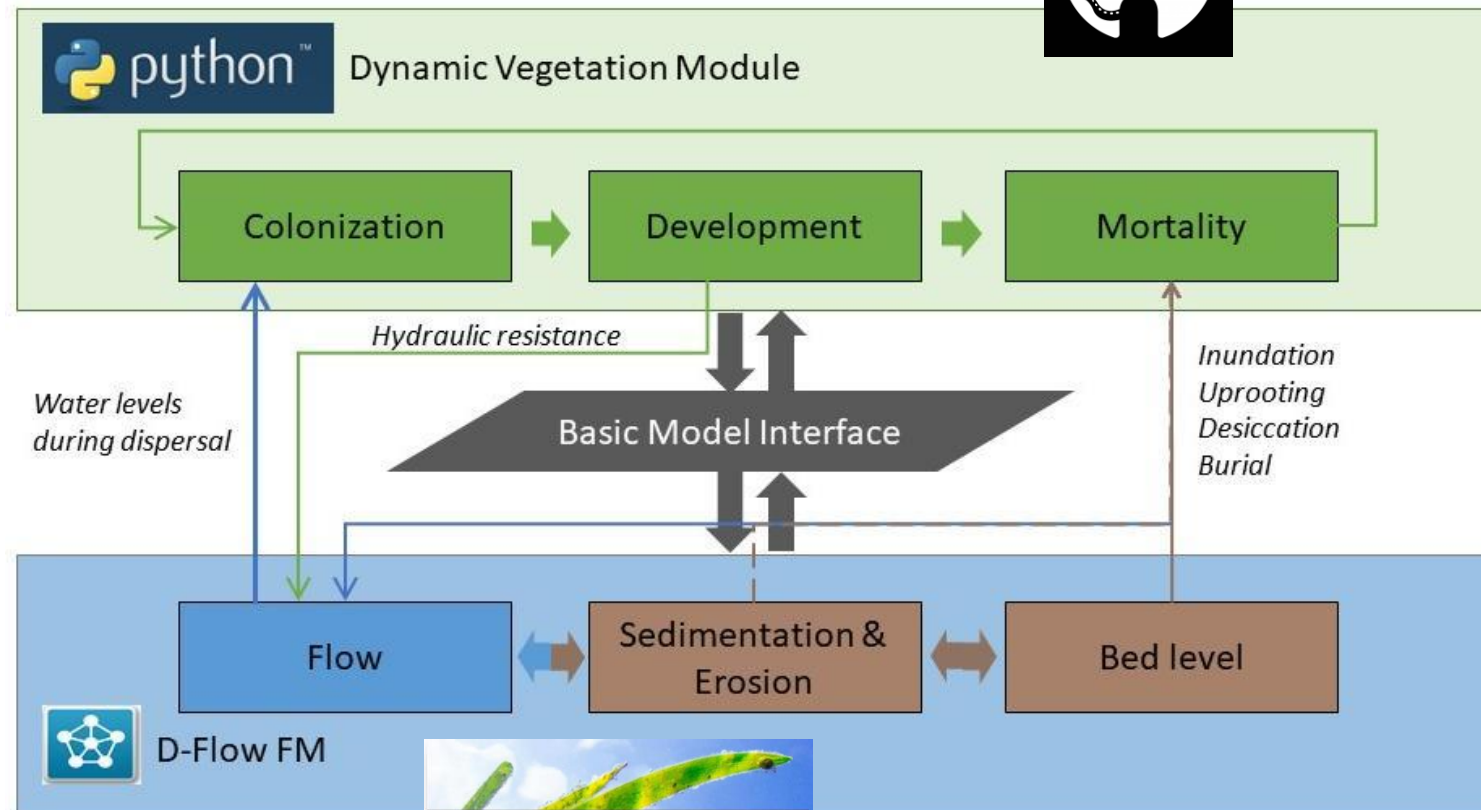 python™
Dynamic Vegetation Module
Colonization
Development
Mortality
Hydraulic resistance
Water levels
during dispersal
Basic Model Interface
Inundation
Uprooting
Desiccation
Burial
Flow
Sedimentation &
Erosion
Bed level
D-Flow FM